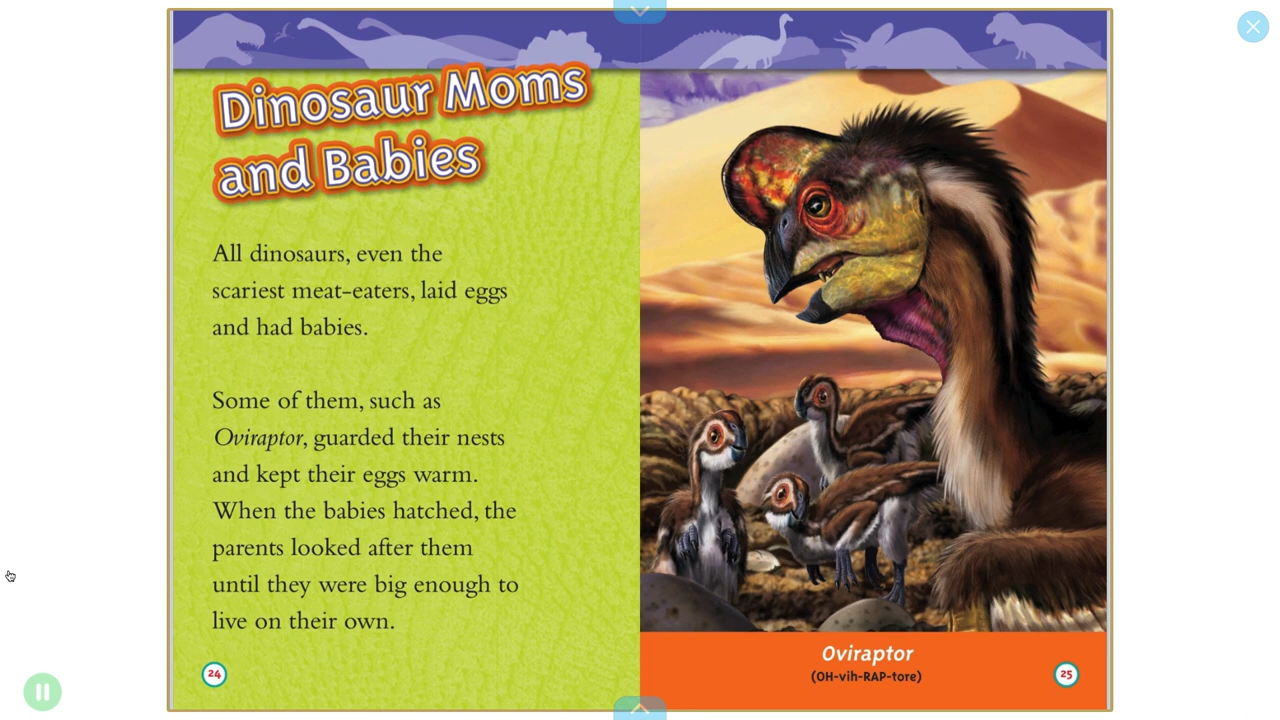 Dinosaur Moms
and Babies
All dinosaurs, even the
scariest meat-eaters, laid eggs
and had babies.
Some of them, such as
Oviraptor, guarded their nests
and kept their eggs warm.
When the babies hatched, the
parents looked after them
until they were big enough to
live on their own.
24
Oviraptor
(OH-vih-RAP-tore)
25